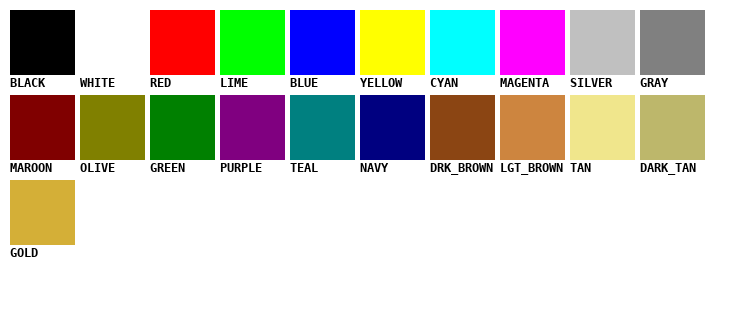 BLACK WHITE RED LIME BLUE YELLOW CYAN MAGENTA SILVER GRAY
MAROON OLIVE GREEN PURPLE TEAL NAVY DRK_BROWN LGT_BROWN TAN DARK_TAN
GOLD